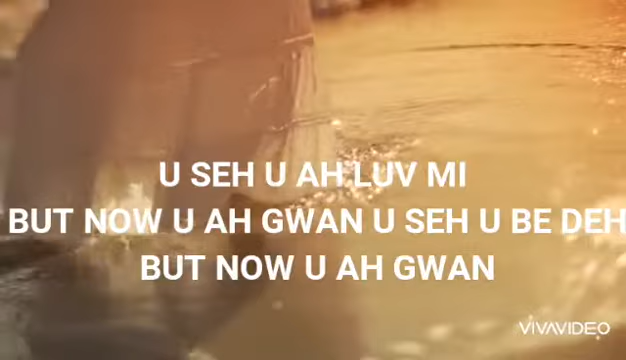 U SEH U AH LUV MI
BUT NOW U AH GWAN U SEH U BE DEH
BUT NOW U AH GWAN
VIVAVIDEO